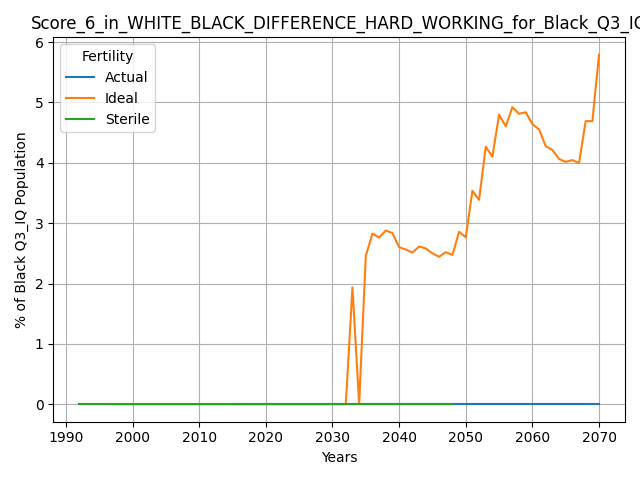 Score_6_in_WHITE_BLACK_DIFFERENCE_HARD_WORKING_for_Black_Q3_IQ
Fertility
Actual
Ideal
Sterile
% of Black Q3_IQ Population
6
5
4
3
2
1
0
1990 2000 2010 2020 2030 2040 2050 2060 2070
Years